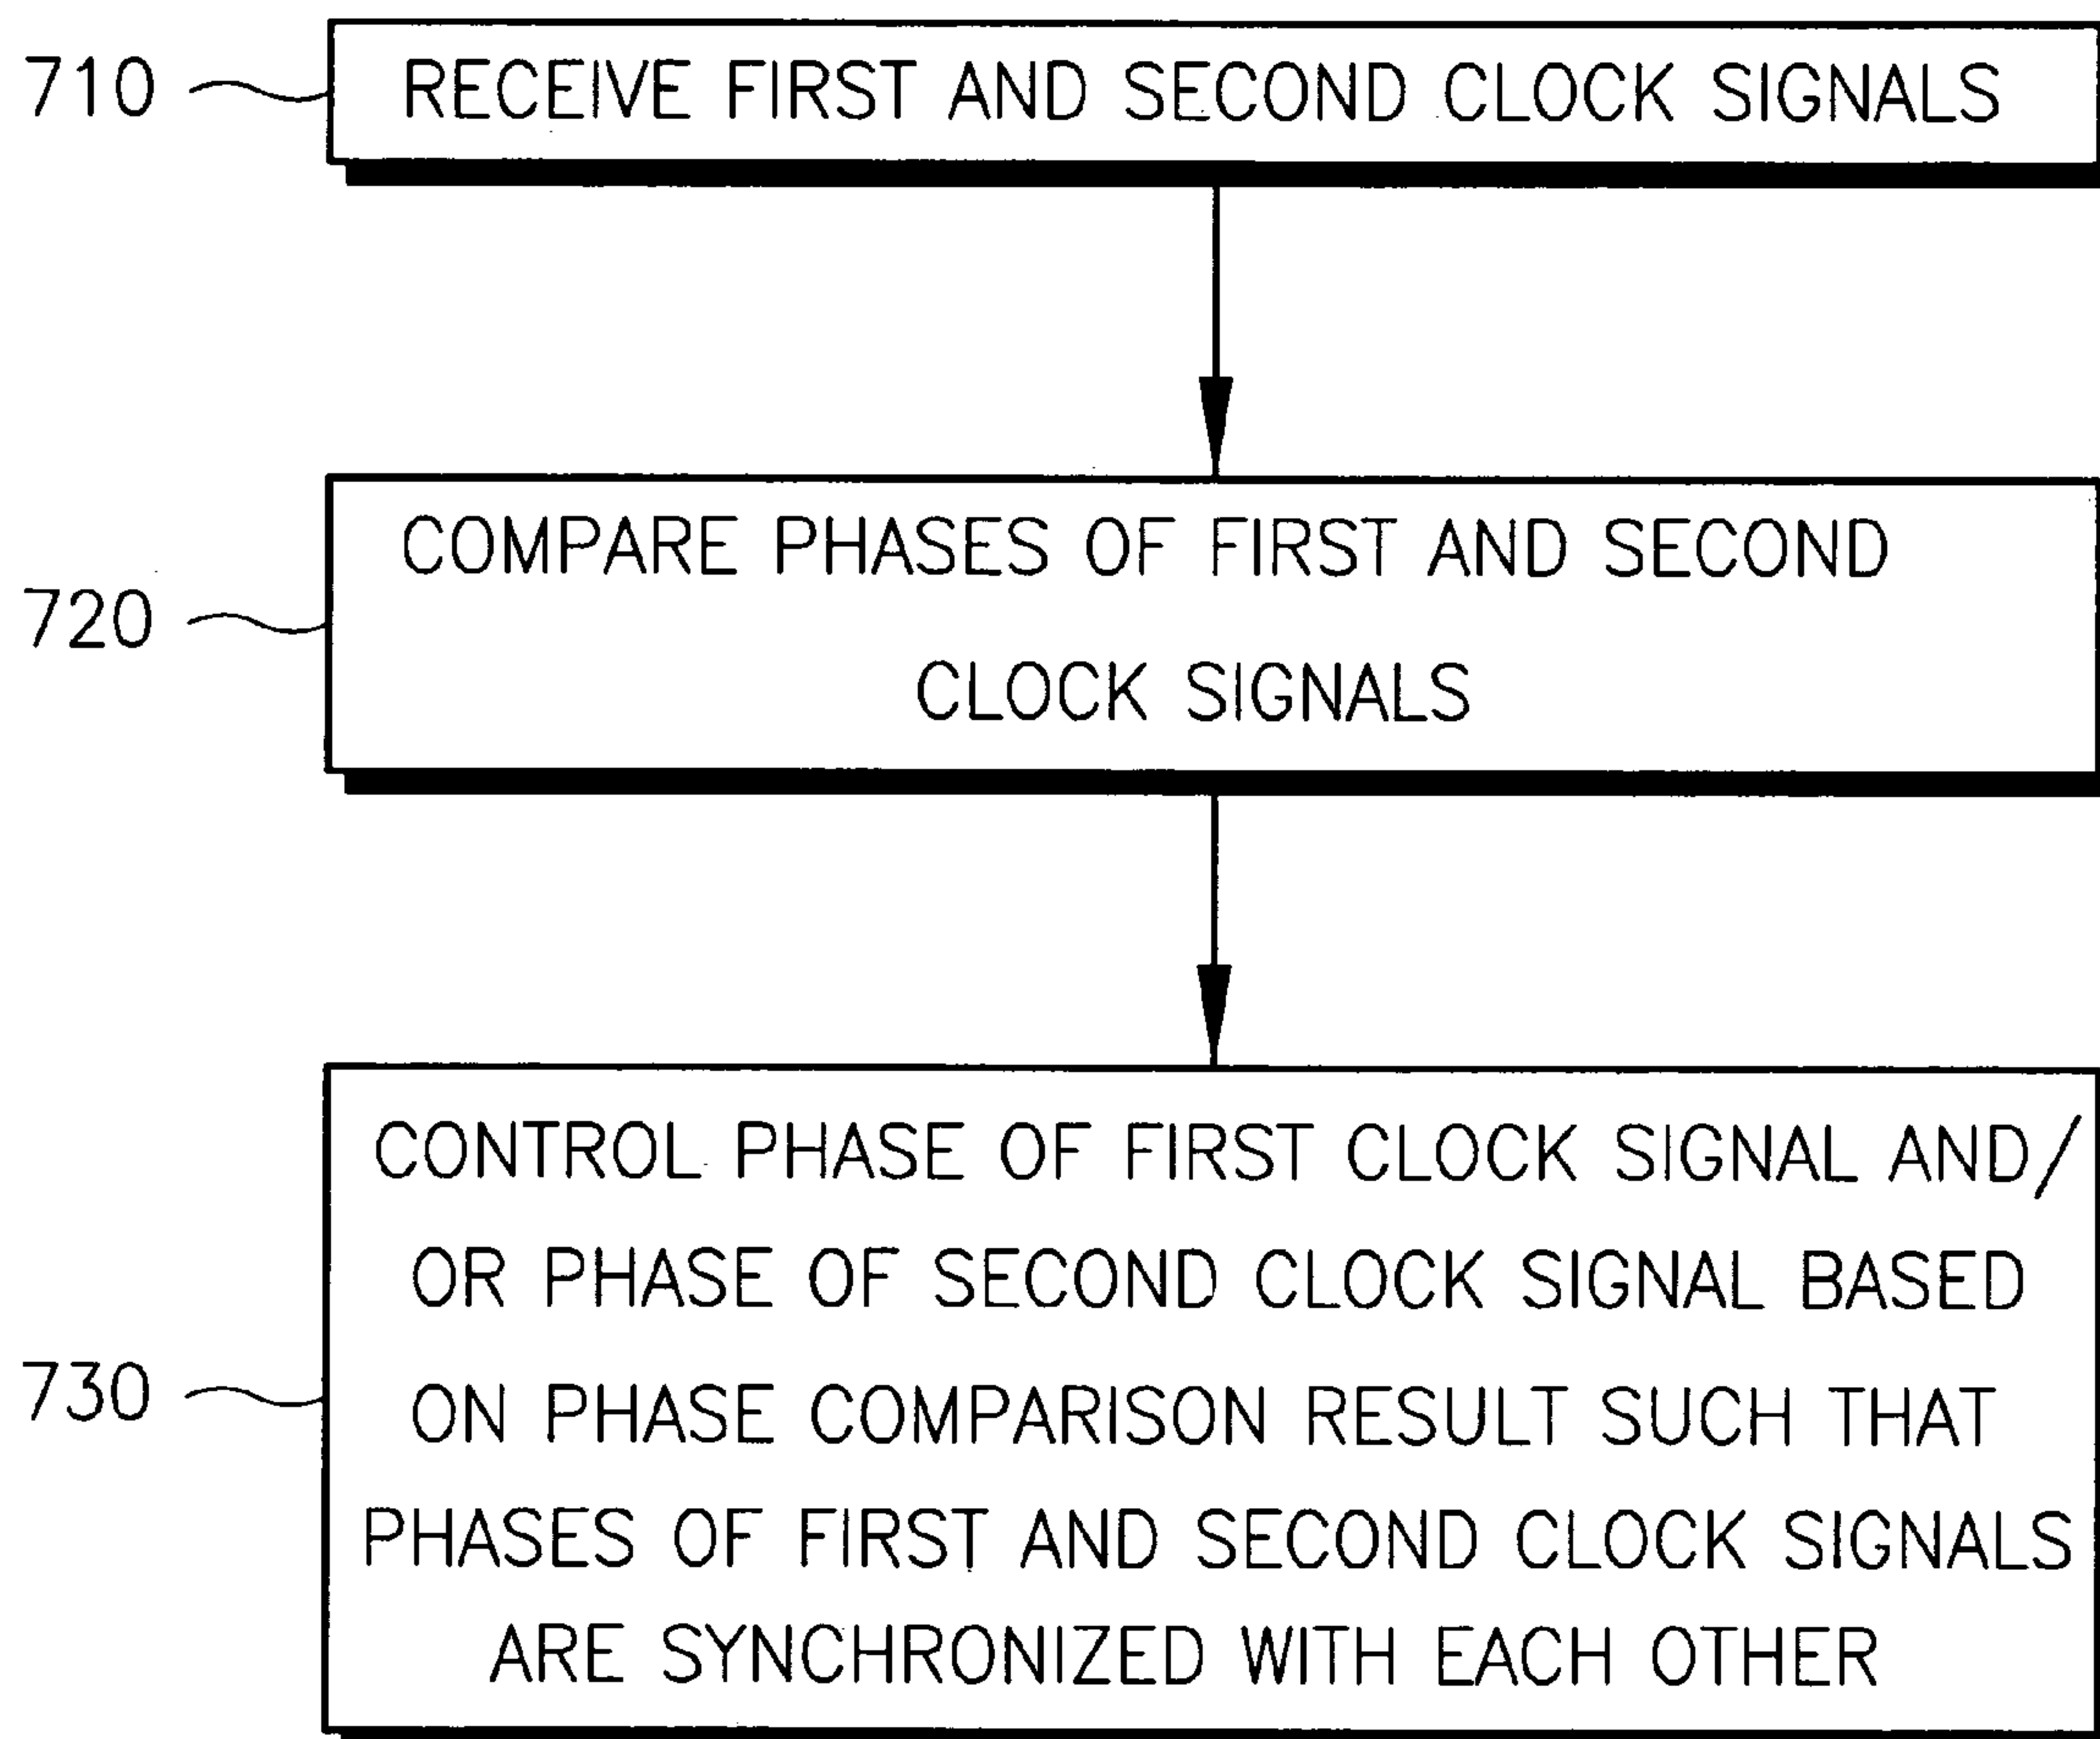 710 RECEIVE FIRST AND SECOND CLOCK SIGNALS
COMPARE PHASES OF FIRST AND SECOND
720
CLOCK SIGNALS
CONTROL PHASE OF FIRST CLOCK SIGNAL AND/
OR PHASE OF SECOND CLOCK SIGNAL BASED
730 ON PHASE COMPARISON RESULT SUCH THAT
PHASES OF FIRST AND SECOND CLOCK SIGNALS
ARE SYNCHRONIZED WITH EACH OTHER